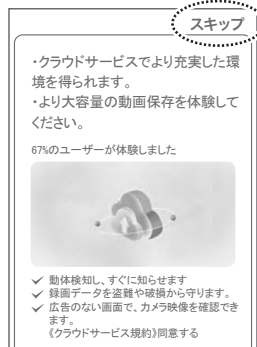 スキップ
・クラウドサービスでより充実した環
境を得られます。
・より大容量の動画保存を体験して
ください。
67%のユーザーが体験しました
✓ 動体検知し、すぐに知らせます
✓ 録画データを盗難や破損から守ります。
✓ 広告のない画面で、カメラ映像を確認でき
ます。
《クラウドサービス規約》同意する